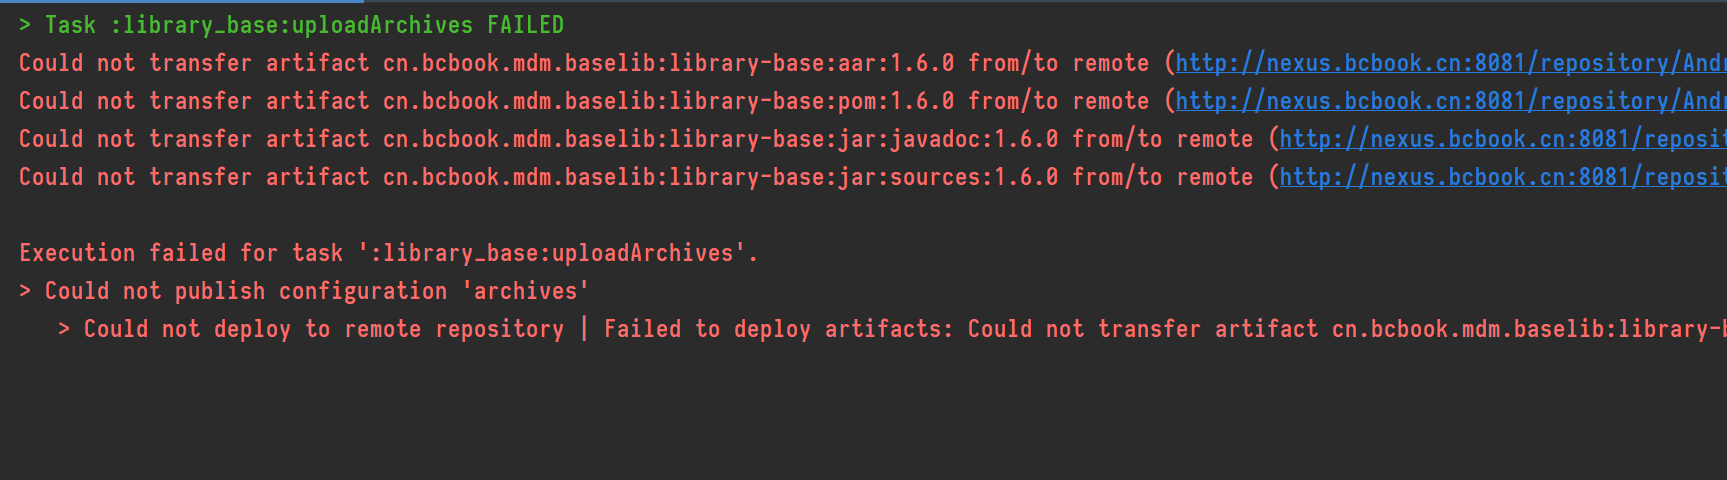 > Task :library_base:uploadArchives FAILED
Could not transfer artifact cn.bcbook.mdm.baselib:library-base:aar:1.6.0 from/to remote (http://nexus.bcbook.cn:8081/repository/Andr
Could not transfer artifact cn.bcbook.mdm.baselib:library-base:pom:1.6.0 from/to remote (http://nexus.bcbook.cn:8081/repository/Andr
Could not transfer artifact cn.bcbook.mdm.baselib:library-base:jar:javadoc:1.6.0 from/to remote (http://nexus.bcbook.cn:8081/reposit
Could not transfer artifact cn.bcbook.mdm.baselib:library-base:jar:sources:1.6.0 from/to remote (http://nexus.bcbook.cn:8081/reposit
Execution failed for task ':library_base:uploadArchives'.
> Could not publish configuration 'archives'
> Could not deploy to remote repository | Failed to deploy artifacts: Could not transfer artifact cn.bcbook.mdm.baselib:library-b